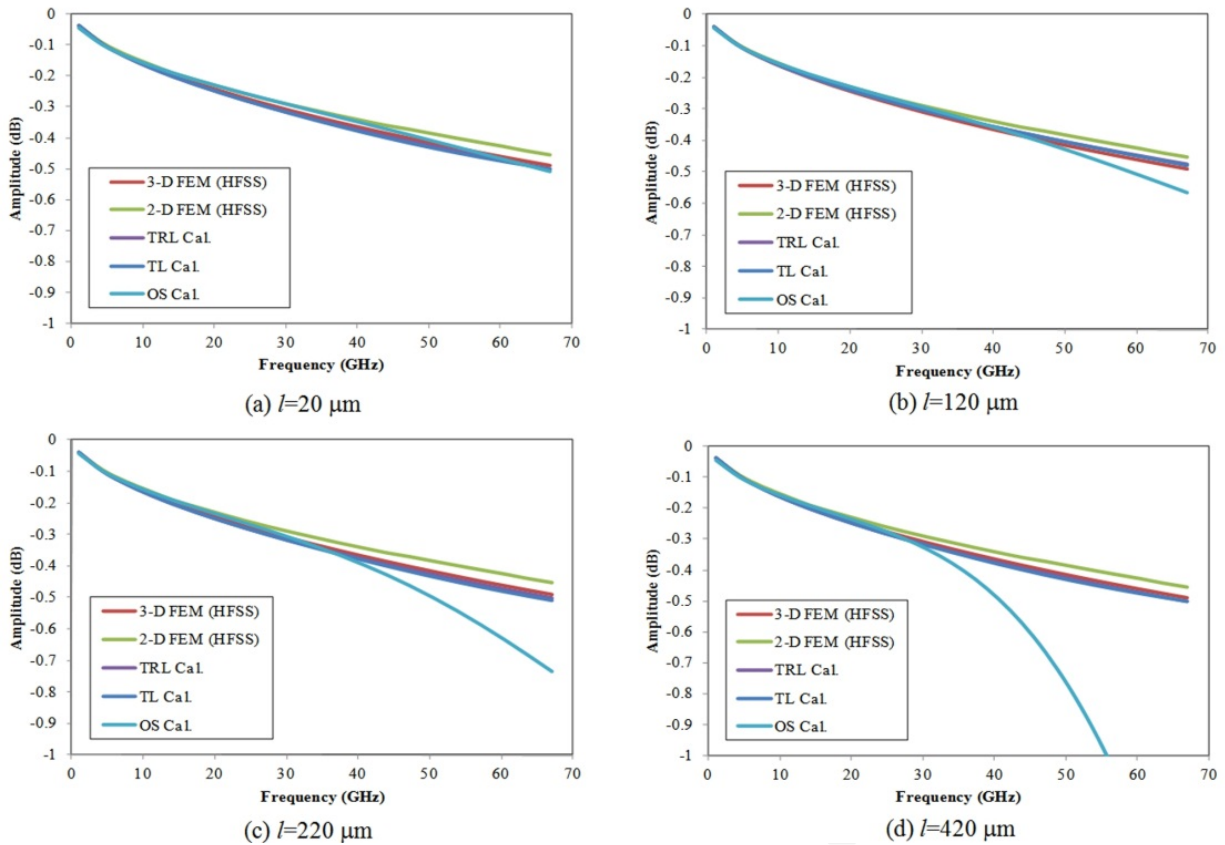 0
-0.1
-0.2
-0.3
-0.4
-0.5
-0.6
-0.7
-0.8
-0.9
-1
Amplitude (dB)
3-D FEM (HFSS)
2-D FEM (HFSS)
TRL Cal.
TL Cal.
OS Cal.
0 10 20 30 40 50 60 70
Frequency (GHz)
(a) l=20 μm
0
-0.1
-0.2
-0.3
-0.4
-0.5
-0.6
-0.7
-0.8
-0.9
-1
Amplitude (dB)
3-D FEM (HFSS)
2-D FEM (HFSS)
TRL Cal.
TL Cal.
OS Cal.
0 10 20 30 40 50 60 70
Frequency (GHz)
(b) l=120 μm
0
-0.1
-0.2
-0.3
-0.4
-0.5
-0.6
-0.7
-0.8
-0.9
-1
Amplitude (dB)
3-D FEM (HFSS)
2-D FEM (HFSS)
TRL Cal.
TL Cal.
OS Cal.
0 10 20 30 40 50 60 70
Frequency (GHz)
(c) l=220 μm
0
-0.1
-0.2
-0.3
-0.4
-0.5
-0.6
-0.7
-0.8
-0.9
-1
Amplitude (dB)
3-D FEM (HFSS)
2-D FEM (HFSS)
TRL Cal.
TL Cal.
OS Cal.
0 10 20 30 40 50 60 70
Frequency (GHz)
(d) l=420 μm